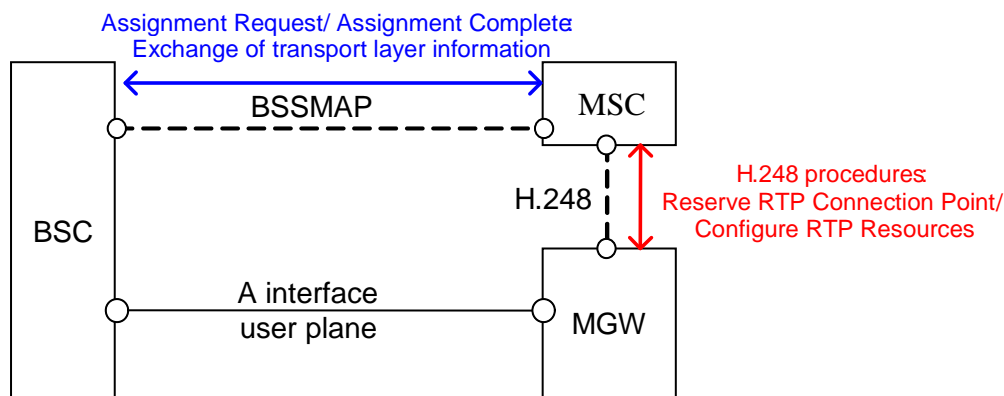 Assignment Request/ Assignment Complete:
Exchange of transport layer information
BSSMAP
MSC
H.248 procedures:
Reserve RTP Connection Point/
Configure RTP Resources
H.248
BSC
A interface
user plane
MGW